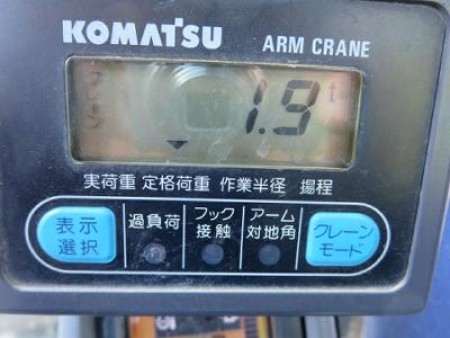 KOMATSU ARM CRANE
1.9 t
実荷重 定格荷重 作業半径 揚程
表示
選択
過負荷
フック
接触
アーム
対地角
クレーン
モード